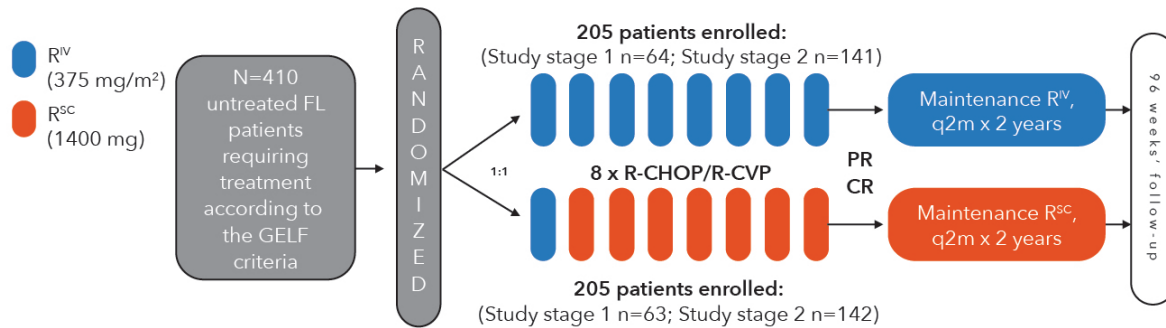 R^IV
(375 mg/m²)
R^SC
(1400 mg)
N=410
untreated FL
patients
requiring
treatment
according to
the GELF
criteria
RANDOMIZED
1:1
205 patients enrolled:
(Study stage 1 n=64; Study stage 2 n=141)
8 x R-CHOP/R-CVP
205 patients enrolled:
(Study stage 1 n=63; Study stage 2 n=142)
PR
CR
Maintenance R^IV,
q2m x 2 years
Maintenance R^SC,
q2m x 2 years
96 weeks’ follow-up